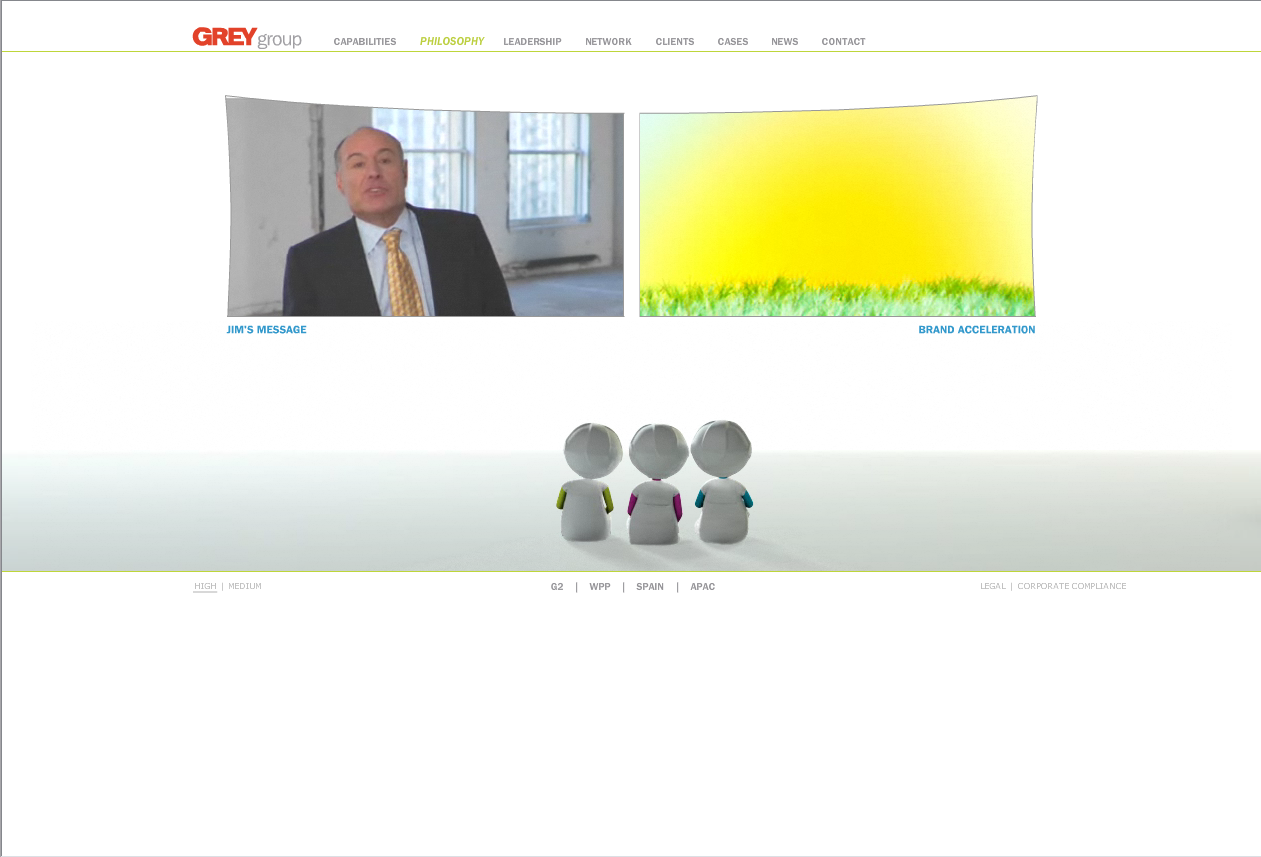 GREYgroup CAPABILITIES PHILOSOPHY LEADERSHIP NETWORK CLIENTS CASES NEWS CONTACT
JIM'S MESSAGE BRAND ACCELERATION
HIGH | MEDIUM G2 | WPP | SPAIN | APAC LEGAL | CORPORATE COMPLIANCE